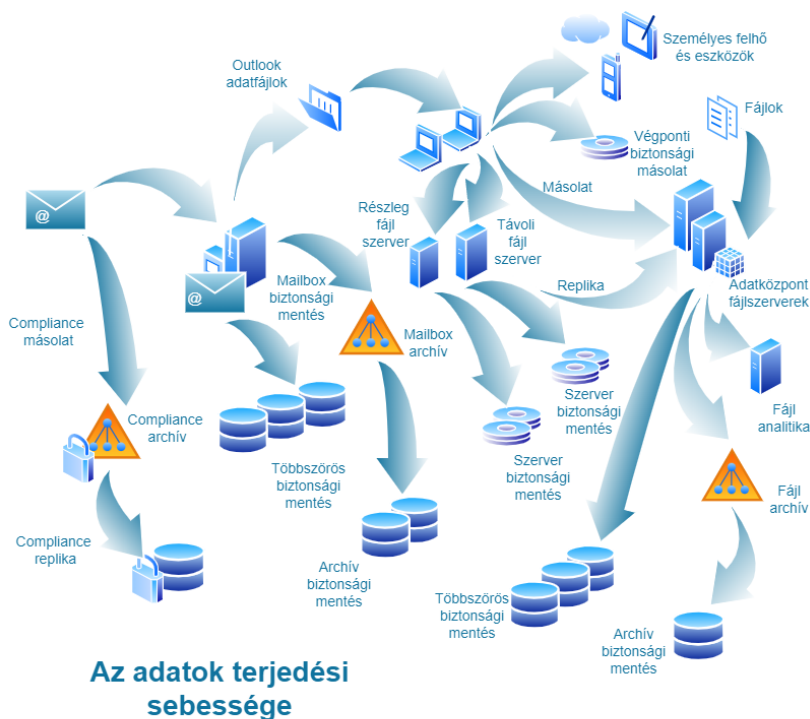 Személyes felhő
és eszközök
Outlook
adatfájlok
Fájlok
Végponti
biztonsági
másolat
Másolat
Részleg
fájl
szerver
Távoli
fájl
szerver
@
@
Mailbox
biztonsági
mentés
Replika
Adatközpont
fájlszerverek
Compliance
másolat
Mailbox
archív
Compliance
archív
Szerver
biztonsági
mentés
Fájl
analitika
Többszörös
biztonsági
mentés
Szerver
biztonsági
mentés
Fájl
archív
Compliance
replika
Archív
biztonsági
mentés
Többszörös
biztonsági
mentés
Archív
biztonsági
mentés
Az adatok terjedési
sebessége